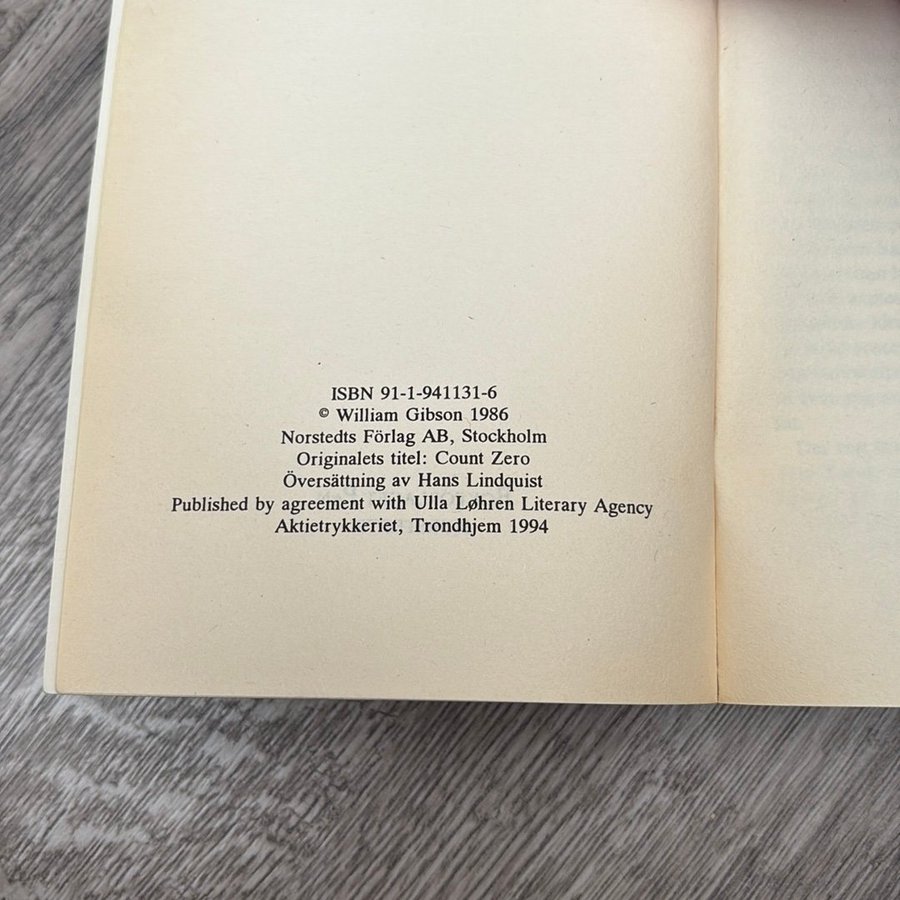 ISBN 91-1-941131-6
© William Gibson 1986
Norstedts Förlag AB, Stockholm
Originalets titel: Count Zero
Översättning av Hans Lindquist
Published by agreement with Ulla Løhren Literary Agency
Aktietrykkeriet, Trondhjem 1994